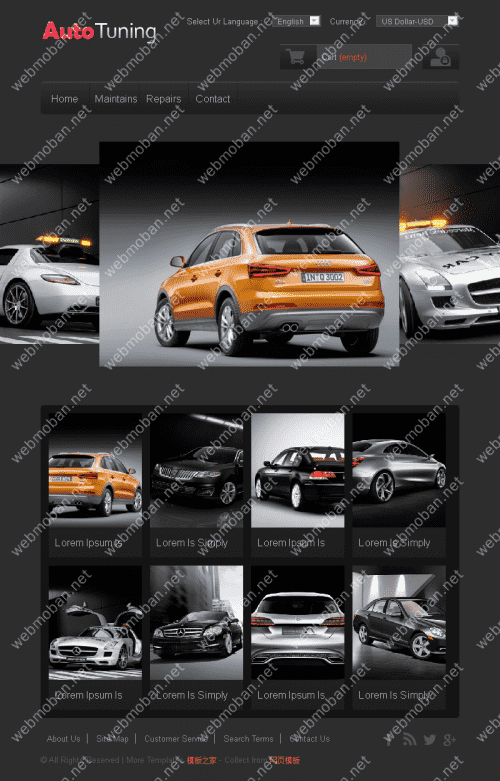 AutoTuning
Select Ur Language : English Currency : US Dollar-USD
Cart (empty)
Home Maintains Repairs Contact
IN Q 3002
Lorem Ipsum Is Lorem Is Simply Lorem Ipsum Is Lorem Is Simply
Lorem Ipsum Is Lorem Is Simply Lorem Ipsum Is Lorem Is Simply
About Us Site Map Customer Service Search Terms Contact Us
© All Rights Reserved | More Templates 模板之家 - Collect from 网页模板
webmoban.net